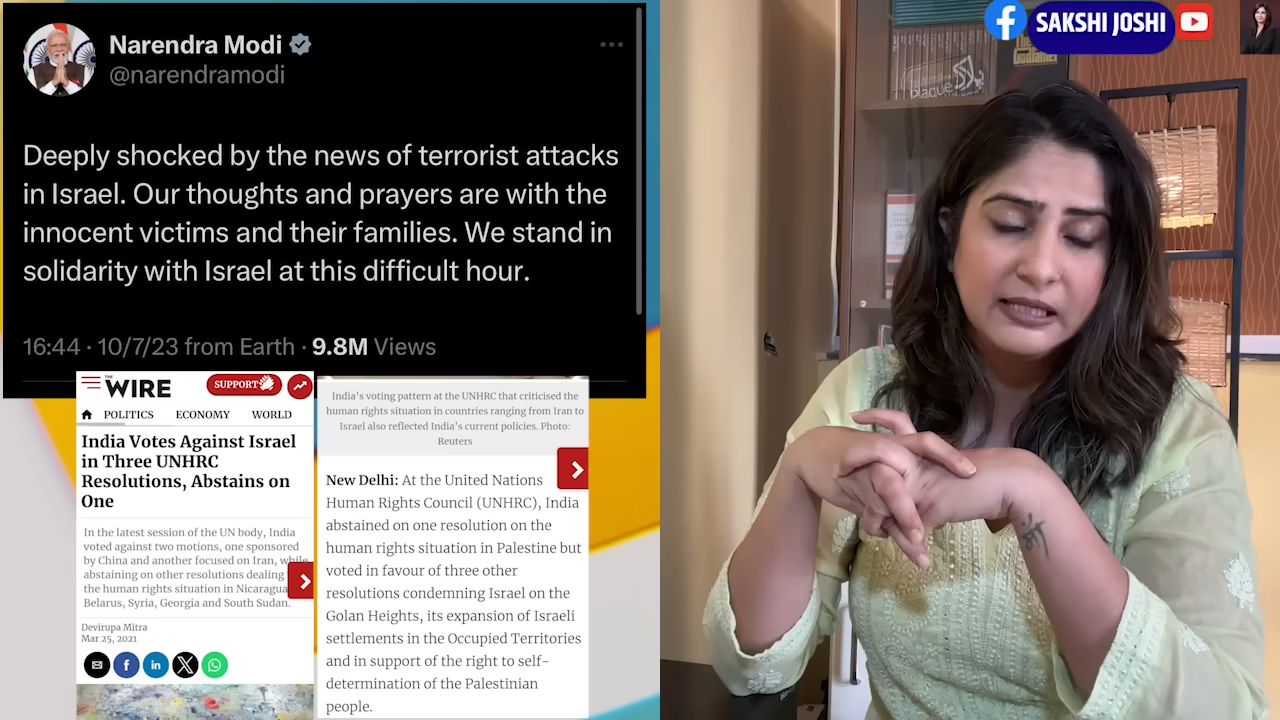 Narendra Modi
@narendramodi
Deeply shocked by the news of terrorist attacks
in Israel. Our thoughts and prayers are with the
innocent victims and their families. We stand in
solidarity with Israel at this difficult hour.
16:44 · 10/7/23 from Earth · 9.8M Views
THE
WIRE
SUPPORT
POLITICS ECONOMY WORLD
India Votes Against Israel
in Three UNHRC
Resolutions, Abstains on
One
In the latest session of the UN body, India
voted against two motions, one sponsored
by China and another focused on Iran, while
abstaining on other resolutions dealing
the human rights situation in Nicaragua
Belarus, Syria, Georgia and South Sudan.
Devirupa Mitra
Mar 25, 2021
India's voting pattern at the UNHRC that criticised the
human rights situation in countries ranging from Iran to
Israel also reflected India's current policies. Photo:
Reuters
New Delhi: At the United Nations
Human Rights Council (UNHRC), India
abstained on one resolution on the
human rights situation in Palestine but
voted in favour of three other
resolutions condemning Israel on the
Golan Heights, its expansion of Israeli
settlements in the Occupied Territories
and in support of the right to self-
determination of the Palestinian
people.
SAKSHI JOSHI
plaque
The
Godfather
माँ